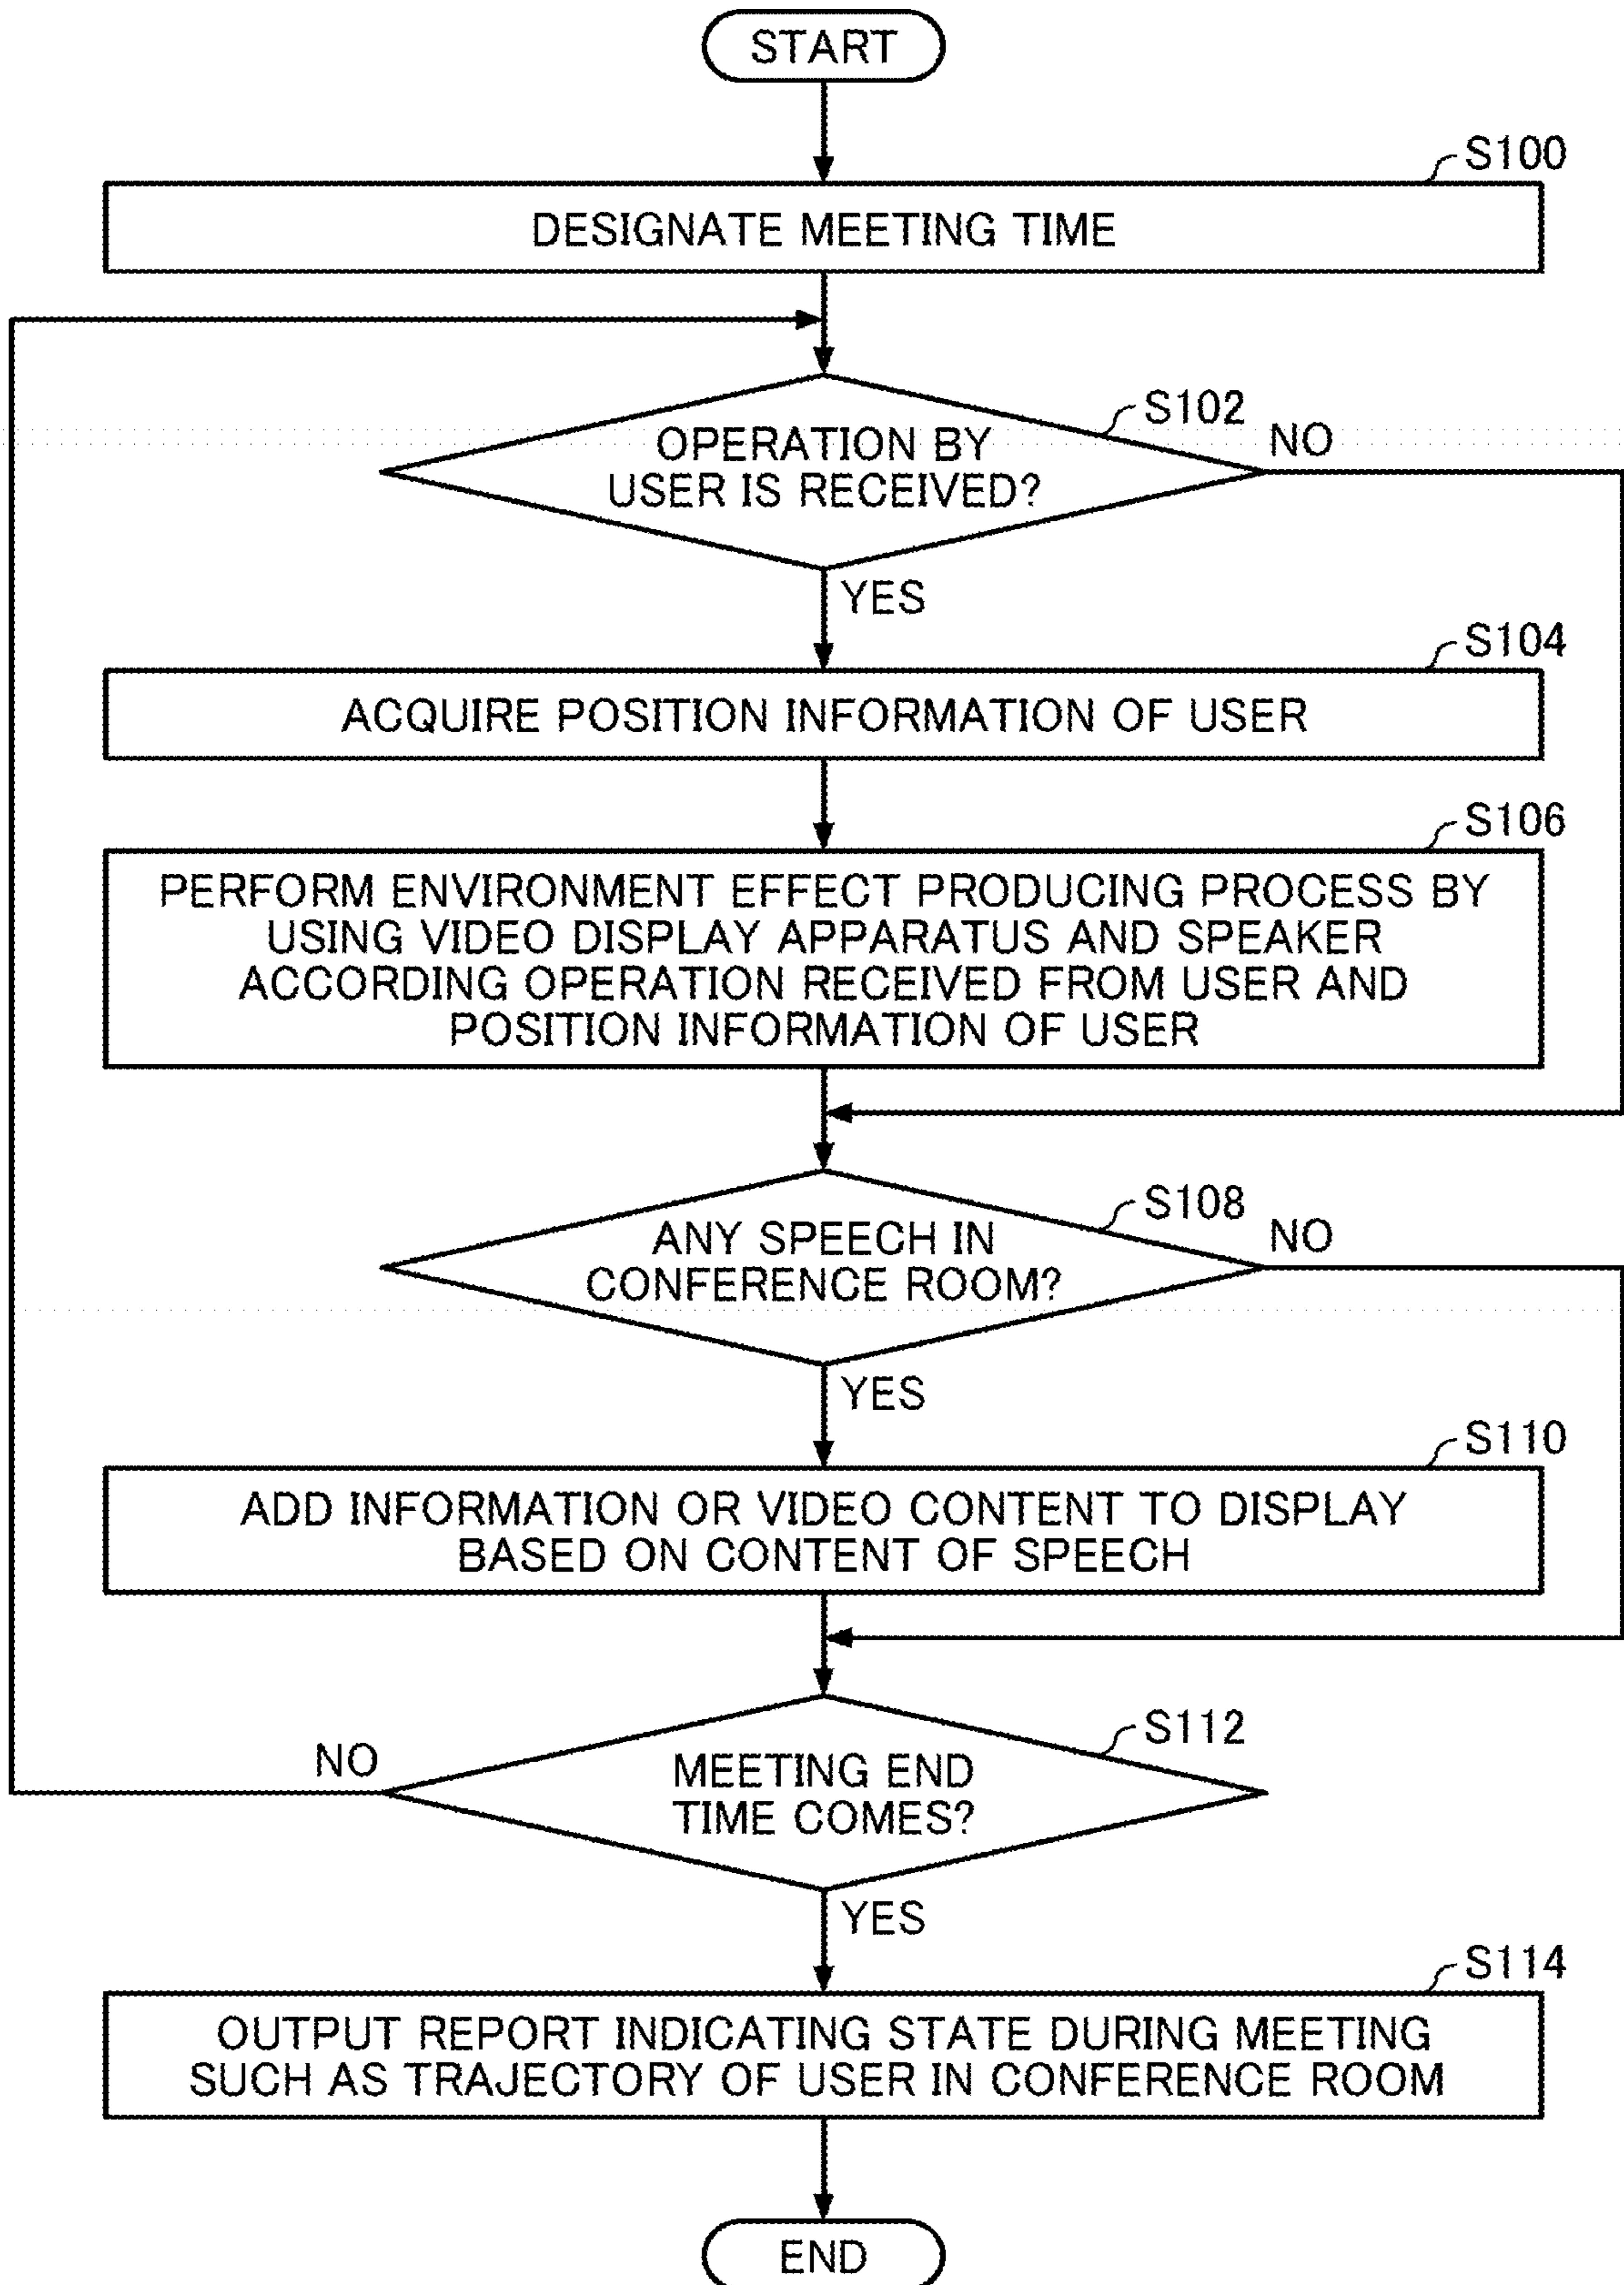 START
S100
DESIGNATE MEETING TIME
S102
OPERATION BY
USER IS RECEIVED?
NO
YES
S104
ACQUIRE POSITION INFORMATION OF USER
S106
PERFORM ENVIRONMENT EFFECT PRODUCING PROCESS BY
USING VIDEO DISPLAY APPARATUS AND SPEAKER
ACCORDING OPERATION RECEIVED FROM USER AND
POSITION INFORMATION OF USER
S108
ANY SPEECH IN
CONFERENCE ROOM?
NO
YES
S110
ADD INFORMATION OR VIDEO CONTENT TO DISPLAY
BASED ON CONTENT OF SPEECH
S112
NO
MEETING END
TIME COMES?
YES
S114
OUTPUT REPORT INDICATING STATE DURING MEETING
SUCH AS TRAJECTORY OF USER IN CONFERENCE ROOM
END